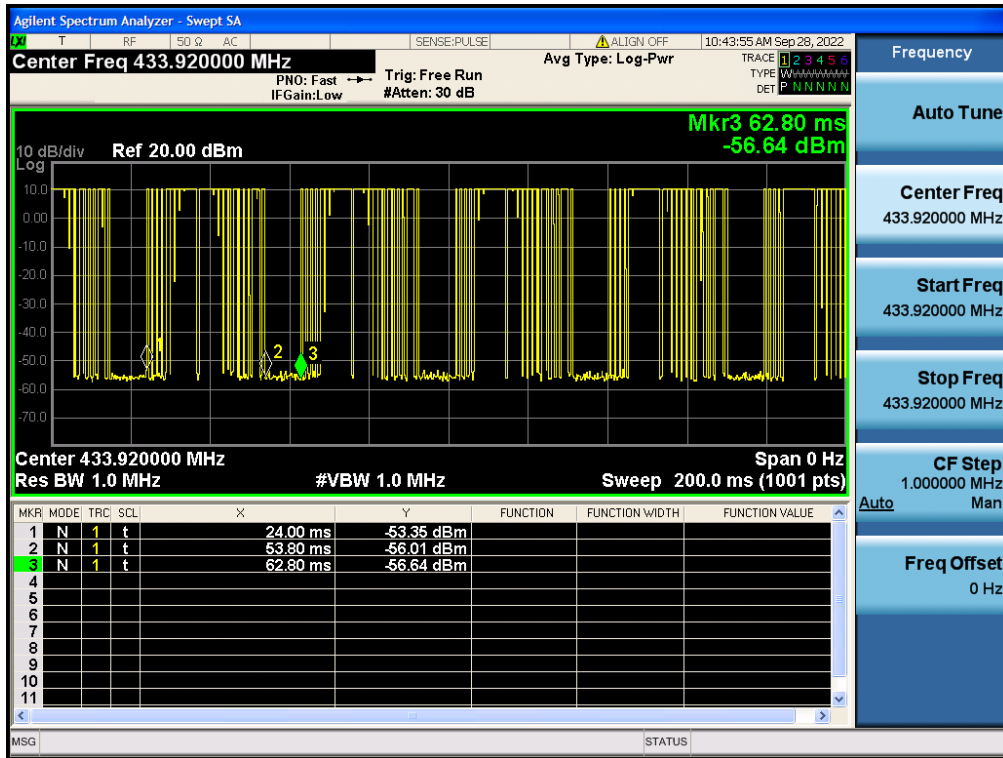 Agilent Spectrum Analyzer - Swept SA
LXI T RF 50 Ω AC SENSE:PULSE ALIGN OFF 10:43:55 AM Sep 28, 2022
Center Freq 433.920000 MHz
PNO: Fast
IFGain:Low
Trig: Free Run
#Atten: 30 dB
Avg Type: Log-Pwr
TRACE 1 2 3 4 5 6
TYPE
DET P N N N N N
Mkr3 62.80 ms
-56.64 dBm
10 dB/div Ref 20.00 dBm
Log
10.0
0.00
-10.0
-20.0
-30.0
-40.0
-50.0
-60.0
-70.0
1 2 3
Center 433.920000 MHz Span 0 Hz
Res BW 1.0 MHz #VBW 1.0 MHz Sweep 200.0 ms (1001 pts)
MKR MODE TRC SCL X Y FUNCTION FUNCTION WIDTH FUNCTION VALUE
1 N 1 t 24.00 ms -53.35 dBm
2 N 1 t 53.80 ms -56.01 dBm
3 N 1 t 62.80 ms -56.64 dBm
4
5
6
7
8
9
10
11
MSG STATUS
Frequency
Auto Tune
Center Freq
433.920000 MHz
Start Freq
433.920000 MHz
Stop Freq
433.920000 MHz
CF Step
1.000000 MHz
Auto Man
Freq Offset
0 Hz